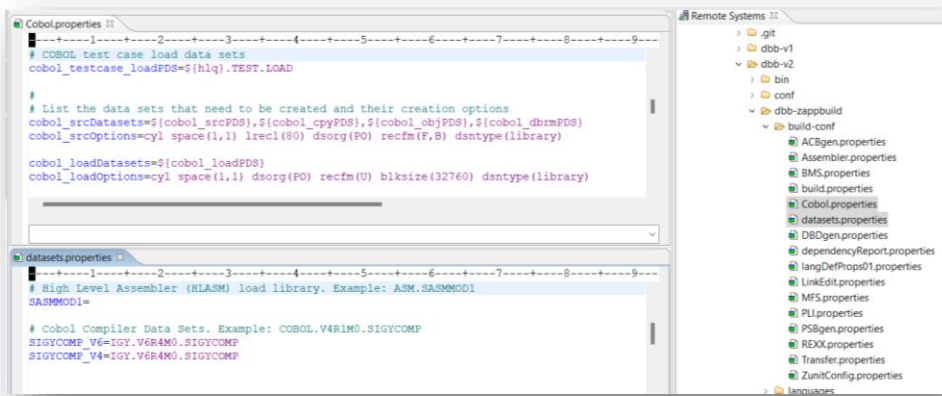 Cobol.properties
----+----1----+----2----+----3----+----4----+----5----+----6----+----7----+----8----+----9---
# COBOL test case load data sets
cobol_testcase_loadPDS=${hlq}.TEST.LOAD
#
# List the data sets that need to be created and their creation options
cobol_srcDatasets=${cobol_srcPDS},${cobol_cpyPDS},${cobol_objPDS},${cobol_dbrmPDS}
cobol_srcOptions=cyl space(1,1) lrecl(80) dsorg(PO) recfm(F,B) dsntype(library)
cobol_loadDatasets=${cobol_loadPDS}
cobol_loadOptions=cyl space(1,1) dsorg(PO) recfm(U) blksize(32760) dsntype(library)
datasets.properties
----+----1----+----2----+----3----+----4----+----5----+----6----+----7----+----8----+----9---
# High Level Assembler (HLASM) load library. Example: ASM.SASMMOD1
SASMMOD1=
# Cobol Compiler Data Sets. Example: COBOL.V4R1M0.SIGYCOMP
SIGYCOMP_V6=IGY.V6R4M0.SIGYCOMP
SIGYCOMP_V4=IGY.V6R4M0.SIGYCOMP
Remote Systems
.git
dbb-v1
dbb-v2
bin
conf
dbb-zappbuild
build-conf
ACBgen.properties
Assembler.properties
BMS.properties
build.properties
Cobol.properties
datasets.properties
DBDgen.properties
dependencyReport.properties
langDefProps01.properties
LinkEdit.properties
MFS.properties
PLI.properties
PSBgen.properties
REXX.properties
Transfer.properties
ZunitConfig.properties
languages